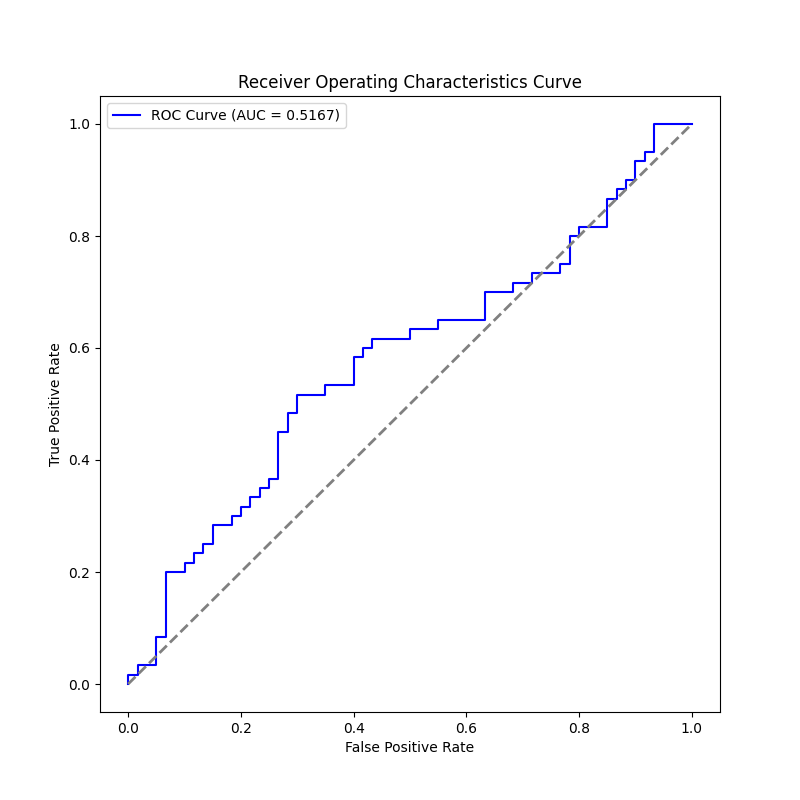 Receiver Operating Characteristics Curve
ROC Curve (AUC = 0.5167)
1.0
0.8
0.6
0.4
0.2
0.0
True Positive Rate
0.0 0.2 0.4 0.6 0.8 1.0
False Positive Rate